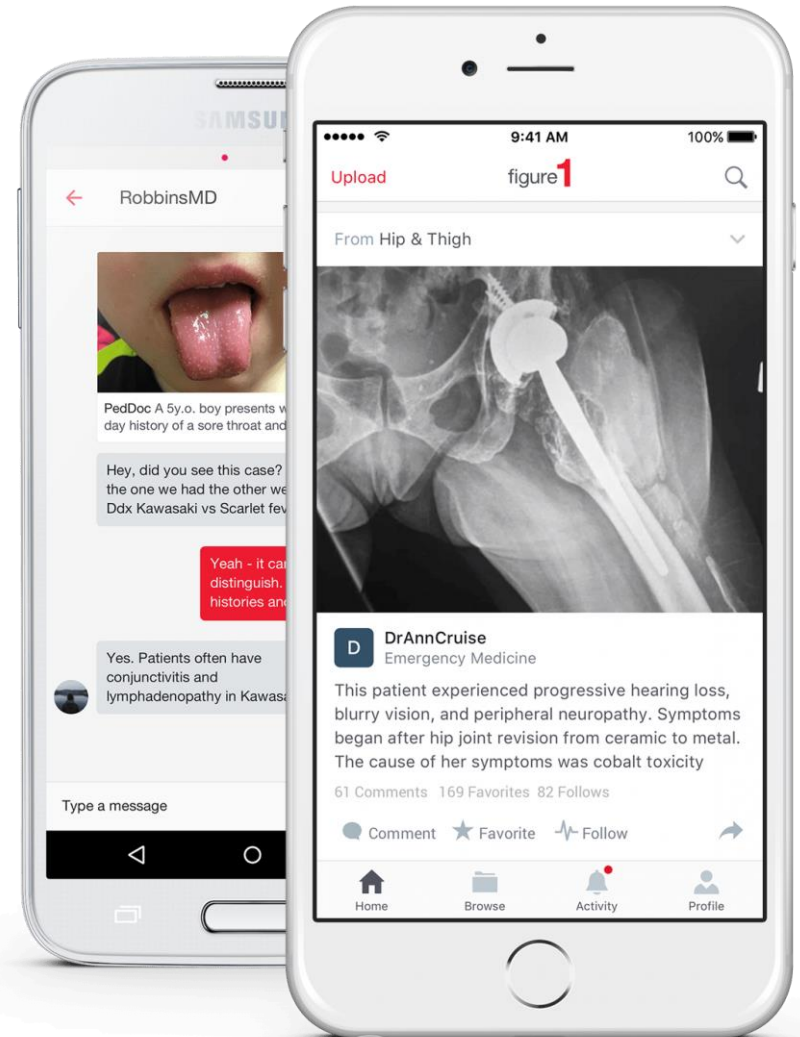 SAMSU
RobbinsMD
PedDoc A 5y.o. boy presents w
day history of a sore throat and
Hey, did you see this case?
the one we had the other we
Ddx Kawasaki vs Scarlet fev
Yeah - it ca
distinguish.
histories and
Yes. Patients often have
conjunctivitis and
lymphadenopathy in Kawas
Type a message
9:41 AM
100%
Upload
figure1
From Hip & Thigh
D
DrAnnCruise
Emergency Medicine
This patient experienced progressive hearing loss,
blurry vision, and peripheral neuropathy. Symptoms
began after hip joint revision from ceramic to metal.
The cause of her symptoms was cobalt toxicity
61 Comments 169 Favorites 82 Follows
Comment Favorite Follow
Home Browse Activity Profile